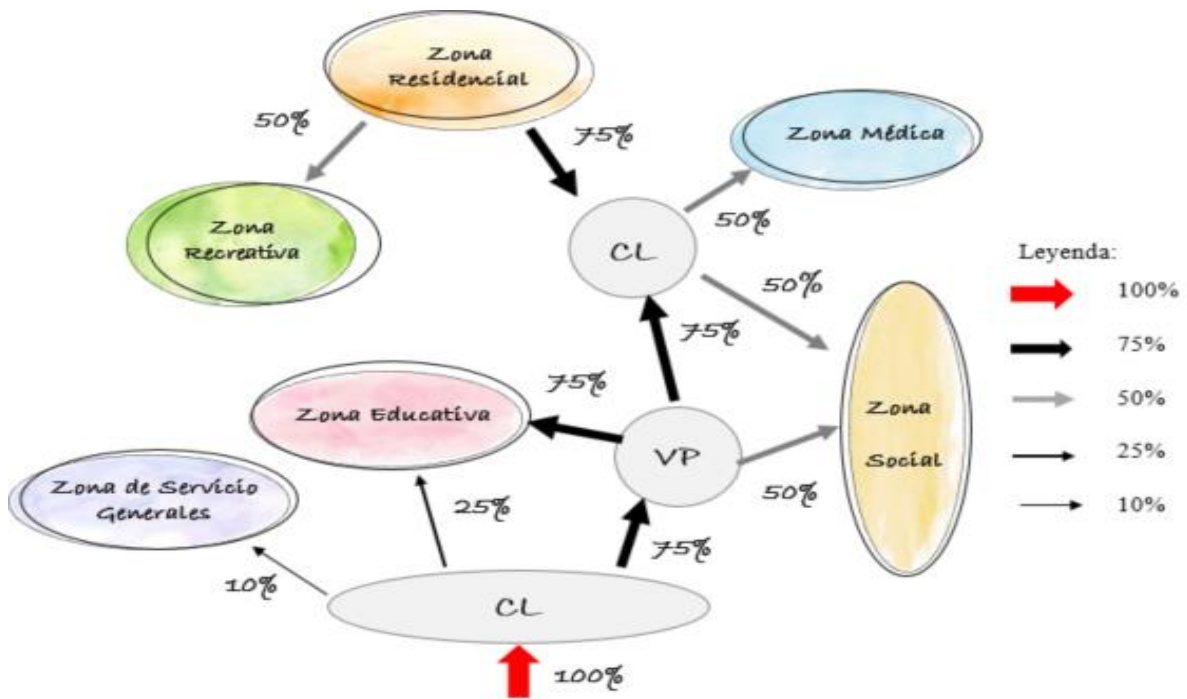 Zona
Residencial
50%
75%
Zona Médica
50%
Zona
Recreativa
CL
50%
75%
Leyenda:
100%
75%
50%
25%
10%
Zona Educativa
75%
VP
50%
Zona
Social
Zona de Servicio
Generales
25%
75%
10%
CL
100%